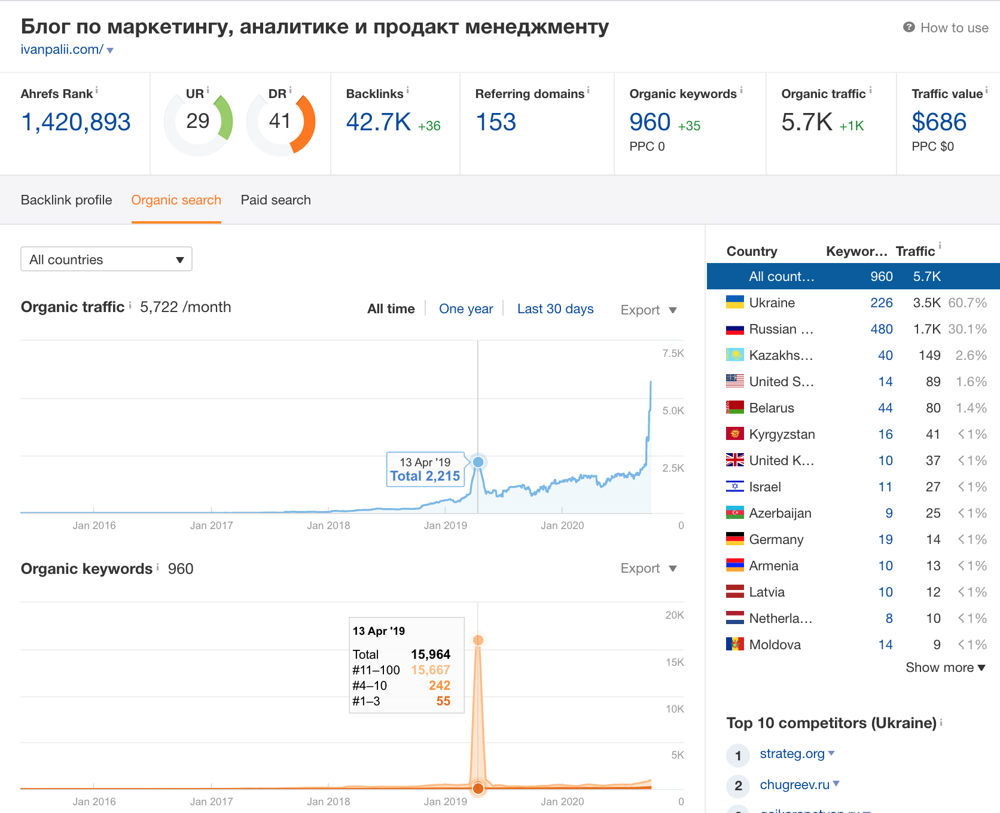 Блог по маркетингу, аналитике и продакт менеджменту
How to use
ivanpalii.com/
Ahrefs Rank
1,420,893
UR
29
DR
41
Backlinks
42.7K +36
Referring domains
153
Organic keywords
960 +35
PPC 0
Organic traffic
5.7K +1K
Traffic value
$686
PPC $0
Backlink profile
Organic search
Paid search
All countries
Organic traffic 5,722 /month
All time
One year
Last 30 days
Export
7.5K
5.0K
2.5K
0
13 Apr '19
Total 2,215
Jan 2016
Jan 2017
Jan 2018
Jan 2019
Jan 2020
Organic keywords 960
Export
20K
15K
10K
5K
0
13 Apr '19
Total 15,964
#11–100 15,667
#4–10 242
#1–3 55
Jan 2016
Jan 2017
Jan 2018
Jan 2019
Jan 2020
Country Keywor... Traffic
All count... 960 5.7K
Ukraine 226 3.5K 60.7%
Russian ... 480 1.7K 30.1%
Kazakhs... 40 149 2.6%
United S... 14 89 1.6%
Belarus 44 80 1.4%
Kyrgyzstan 16 41 <1%
United K... 10 37 <1%
Israel 11 27 <1%
Azerbaijan 9 25 <1%
Germany 19 14 <1%
Armenia 10 13 <1%
Latvia 10 12 <1%
Netherla... 8 10 <1%
Moldova 14 9 <1%
Show more
Top 10 competitors (Ukraine)
1 strateg.org
2 chugreev.ru